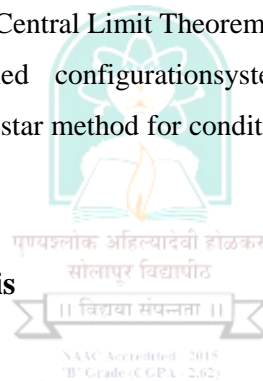 Central Limit Theorem
configurationsyste
star method for condit
पुण्यश्लोक अहिल्यादेवी होळकर
सोलापूर विद्यापीठ
is
॥ विद्यया संपन्नता ॥
NAAC Accredited - 2015
'B' Grade (CGPA - 2.62)